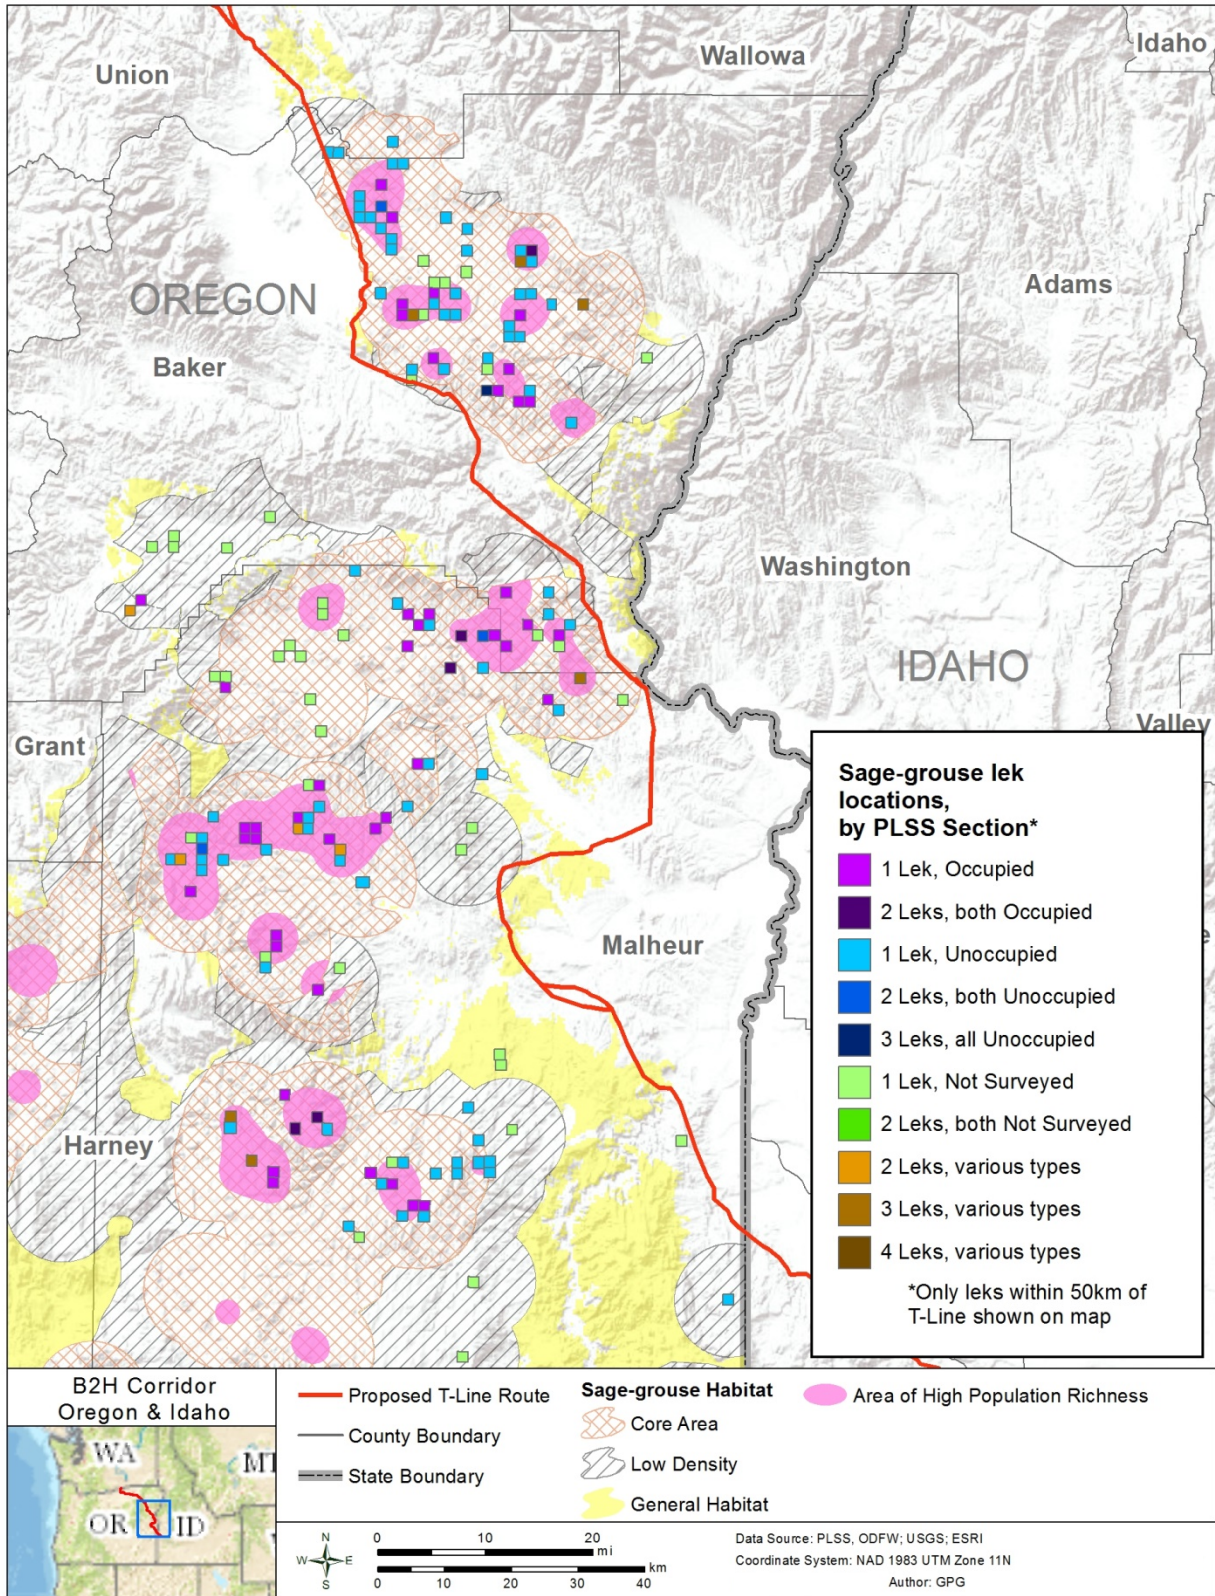 Union
Wallowa
Idaho
OREGON
Adams
Baker
Washington
IDAHO
Valley
Grant
Malheur
Harney
Sage-grouse lek
locations,
by PLSS Section*
1 Lek, Occupied
2 Leks, both Occupied
1 Lek, Unoccupied
2 Leks, both Unoccupied
3 Leks, all Unoccupied
1 Lek, Not Surveyed
2 Leks, both Not Surveyed
2 Leks, various types
3 Leks, various types
4 Leks, various types
*Only leks within 50km of
T-Line shown on map
B2H Corridor
Oregon & Idaho
WA
MT
OR
ID
Proposed T-Line Route
County Boundary
State Boundary
Sage-grouse Habitat
Core Area
Low Density
General Habitat
Area of High Population Richness
N
W
E
S
0 10 20
mi
km
0 10 20 30 40
Data Source: PLSS, ODFW; USGS; ESRI
Coordinate System: NAD 1983 UTM Zone 11N
Author: GPG